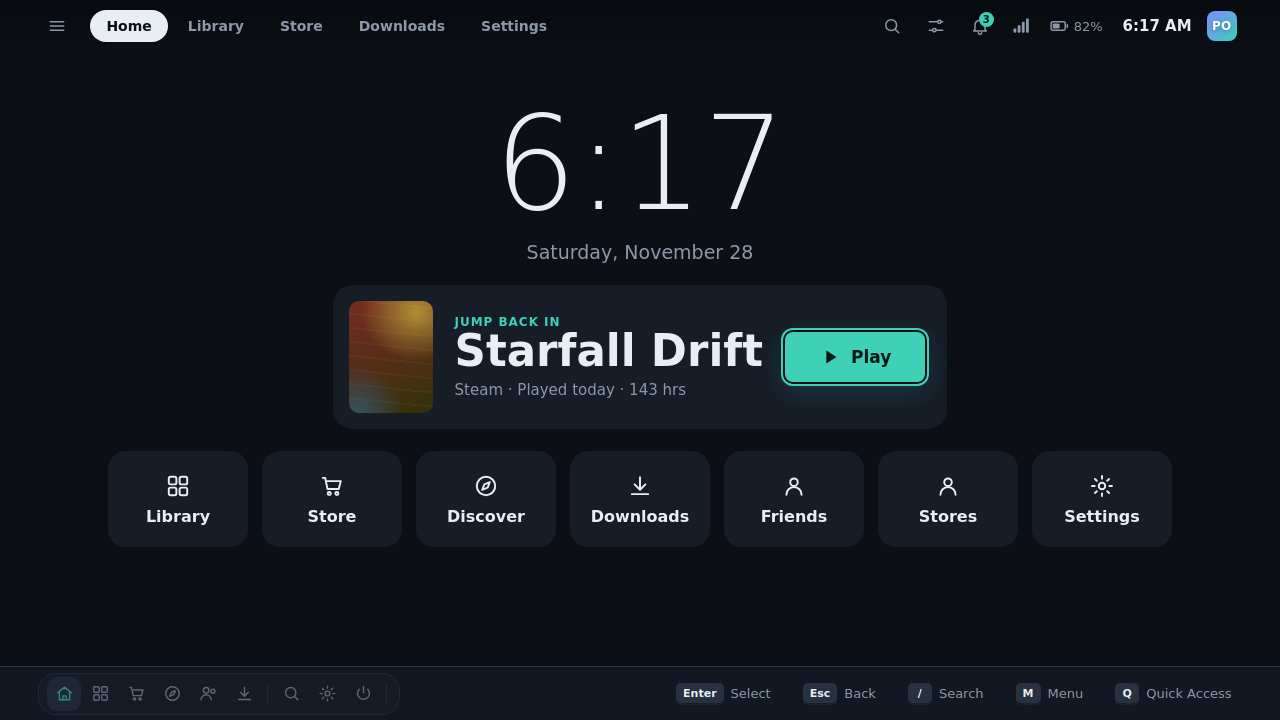 Home Library Store Downloads Settings 3 82% 6:17 AM PO
6:17
Saturday, November 28
JUMP BACK IN
Starfall Drift
Steam · Played today · 143 hrs
Play
Library Store Discover Downloads Friends Stores Settings
Enter Select Esc Back / Search M Menu Q Quick Access